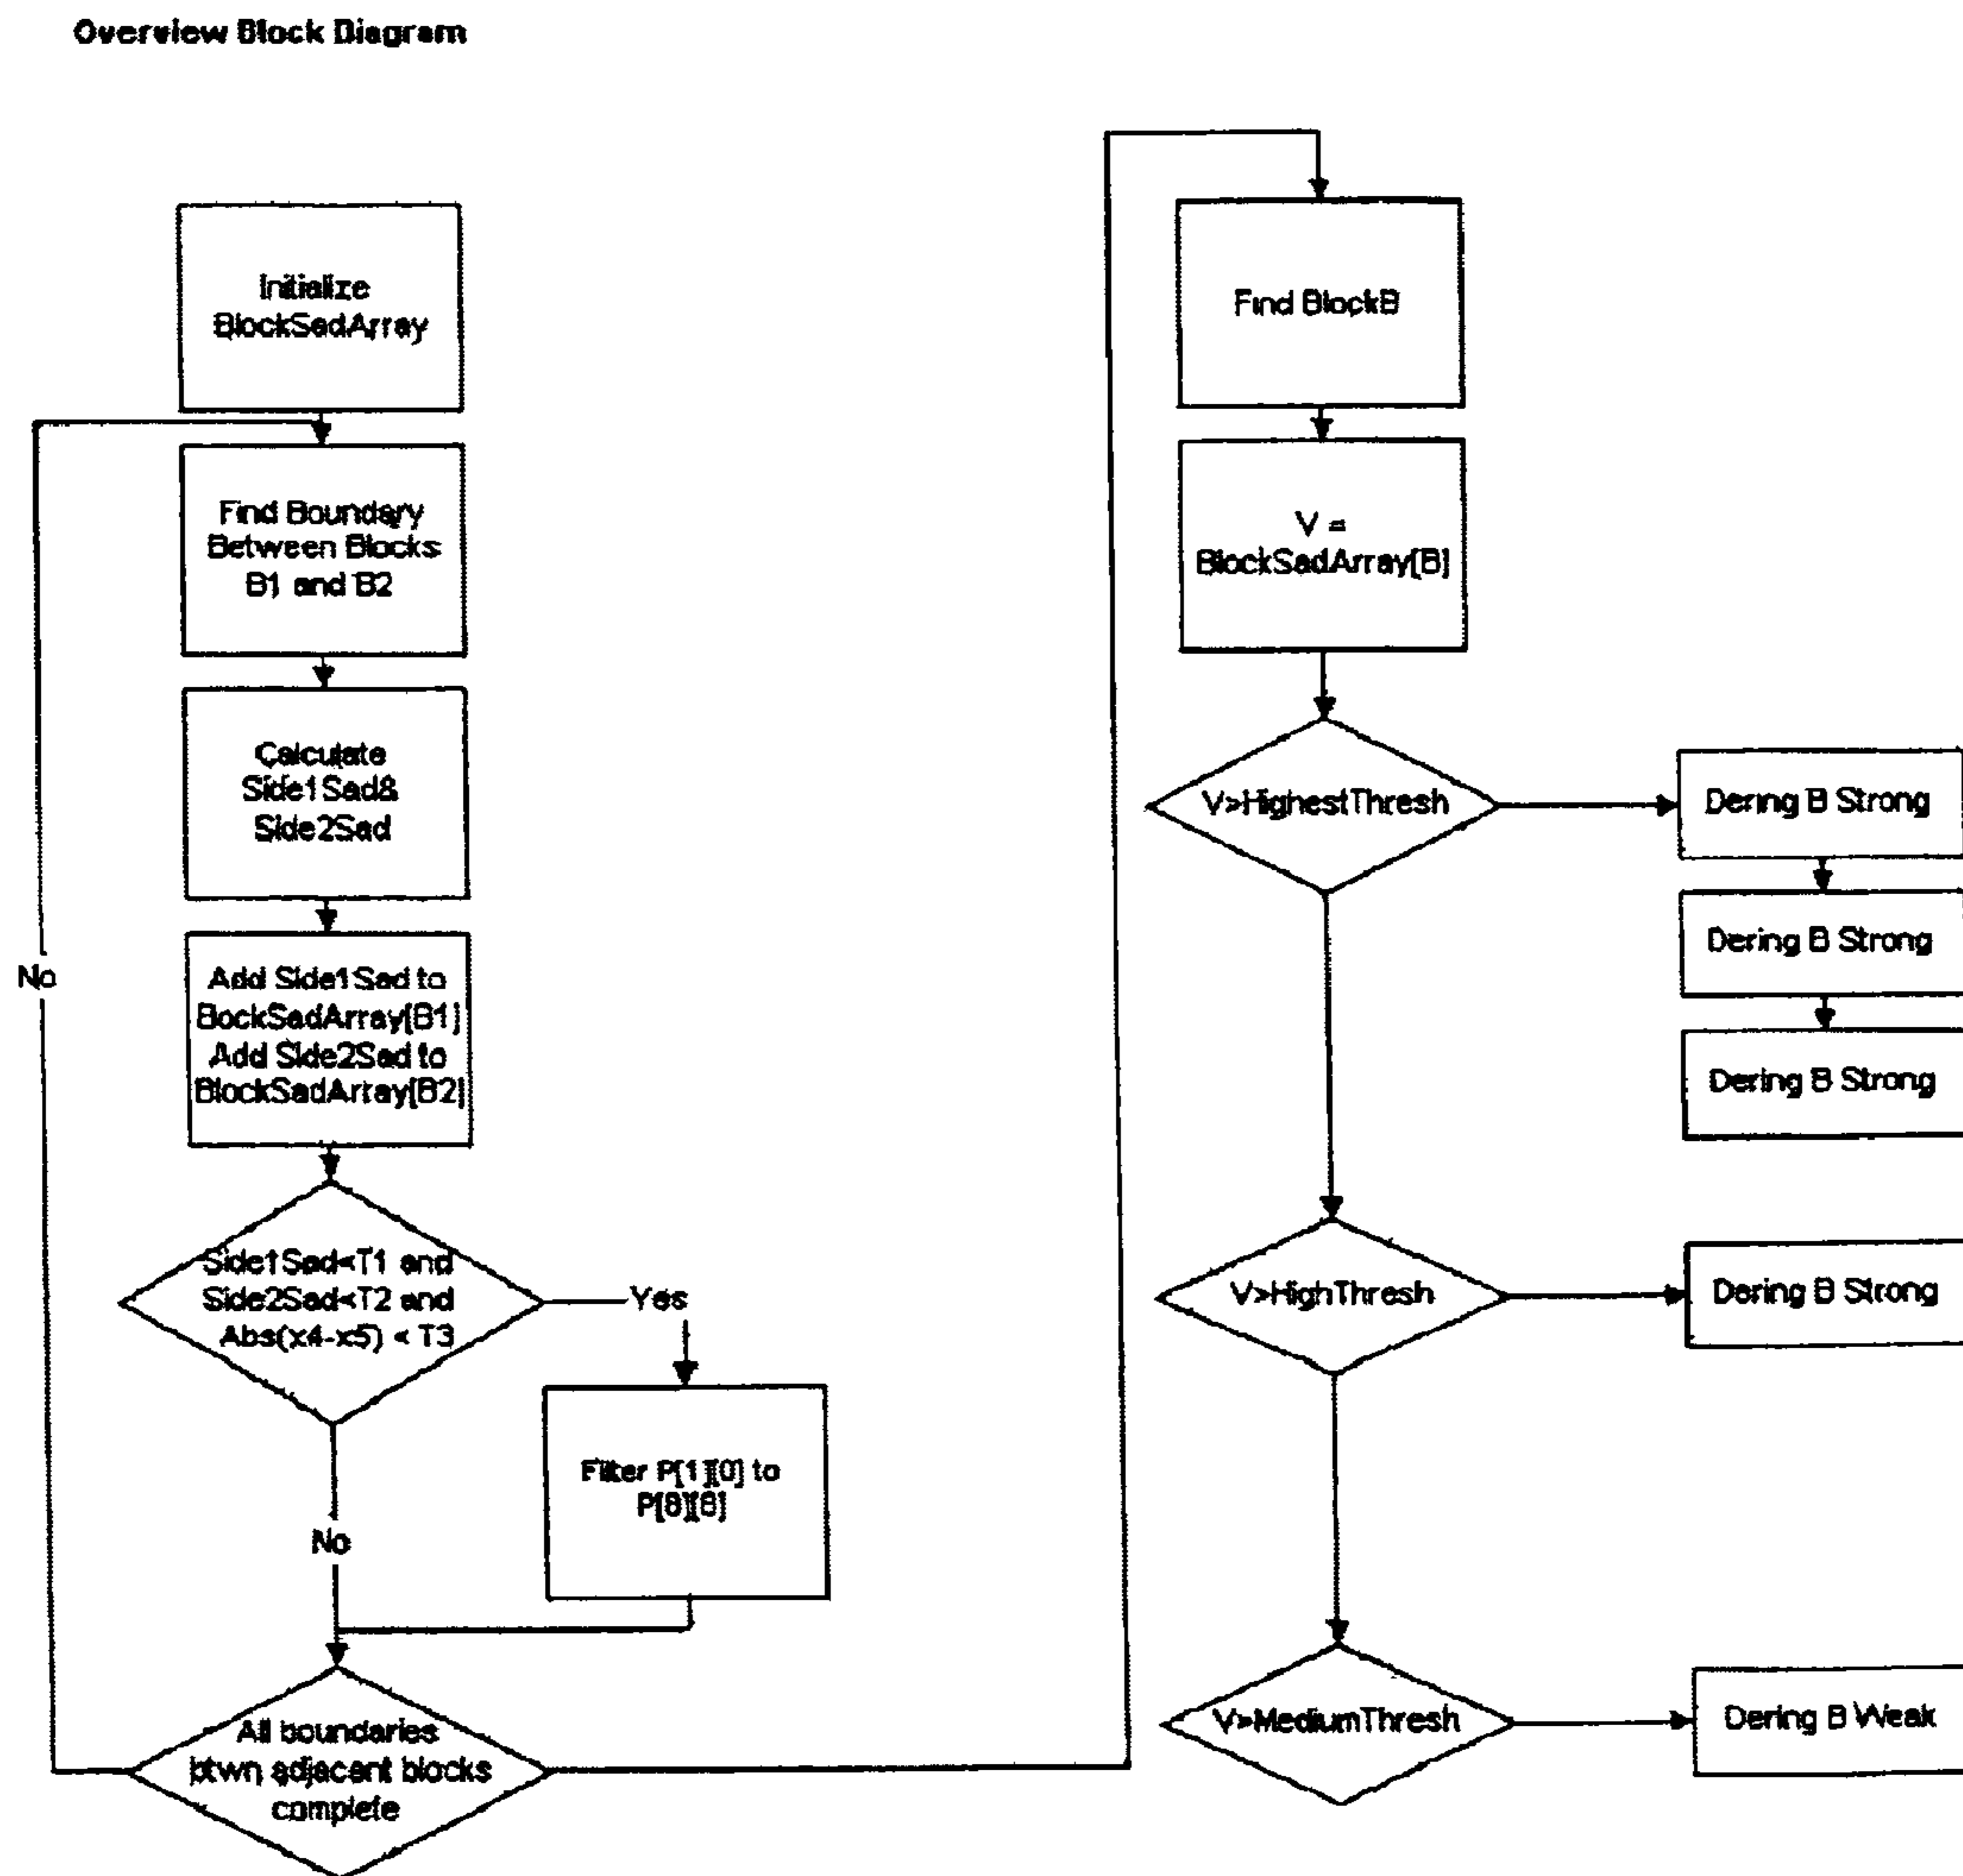 Overview Block Diagram
Initialize
BlockSadArray
Find Boundary
Between Blocks
B1 and B2
Calculate
Side1Sad&
Side2Sad
Add Side1Sad to
BockSadArray[B1]
Add Side2Sad to
BlockSadArray[B2]
Side1Sad<T1 and
Side2Sad<T2 and
Abs(x4-x5) < T3
Yes
Filter P[1][0] to
P[8][8]
No
No
All boundaries
btwn adjacent blocks
complete
Find BlockB
V =
BlockSadArray[B]
V>HighestThresh
Dering B Strong
Dering B Strong
Dering B Strong
V>HighThresh
Dering B Strong
V>MediumThresh
Dering B Weak